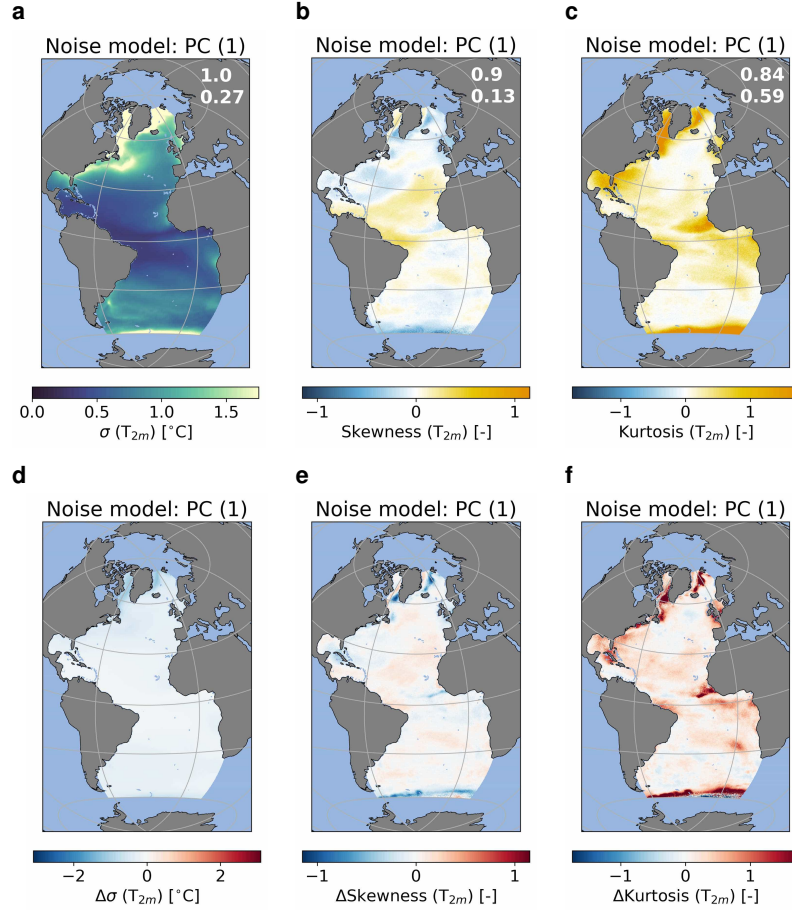 a
b
c
Noise model: PC (1)
Noise model: PC (1)
Noise model: PC (1)
1.0
0.27
0.9
0.13
0.84
0.59
0.0 0.5 1.0 1.5
σ (T2m) [°C]
−1 0 1
Skewness (T2m) [-]
−1 0 1
Kurtosis (T2m) [-]
d
e
f
Noise model: PC (1)
Noise model: PC (1)
Noise model: PC (1)
−2 0 2
Δσ (T2m) [°C]
−1 0 1
ΔSkewness (T2m) [-]
−1 0 1
ΔKurtosis (T2m) [-]